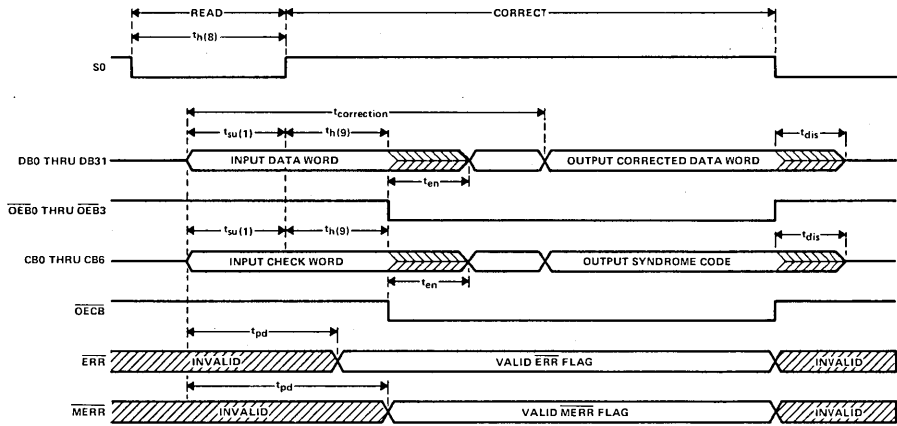 READ CORRECT
th(8)
S0
tcorrection
tsu(1) th(9) tdis
DB0 THRU DB31 INPUT DATA WORD OUTPUT CORRECTED DATA WORD
ten
OEB0 THRU OEB3
tsu(1) th(9) tdis
CB0 THRU CB6 INPUT CHECK WORD OUTPUT SYNDROME CODE
ten
OECB
tpd
ERR INVALID VALID ERR FLAG INVALID
tpd
MERR INVALID VALID MERR FLAG INVALID